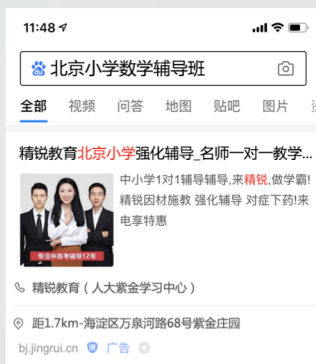 11:48
北京小学数学辅导班
全部 视频 问答 地图 贴吧 图片
精锐教育北京小学强化辅导_名师一对一教学...
中小学1对1辅导辅导,来精锐,做学霸!
精锐因材施教 强化辅导 对症下药!来
电享特惠
专注中高考辅导12年
精锐教育（人大紫金学习中心）
距1.7km-海淀区万泉河路68号紫金庄园
bj.jingrui.cn 广告